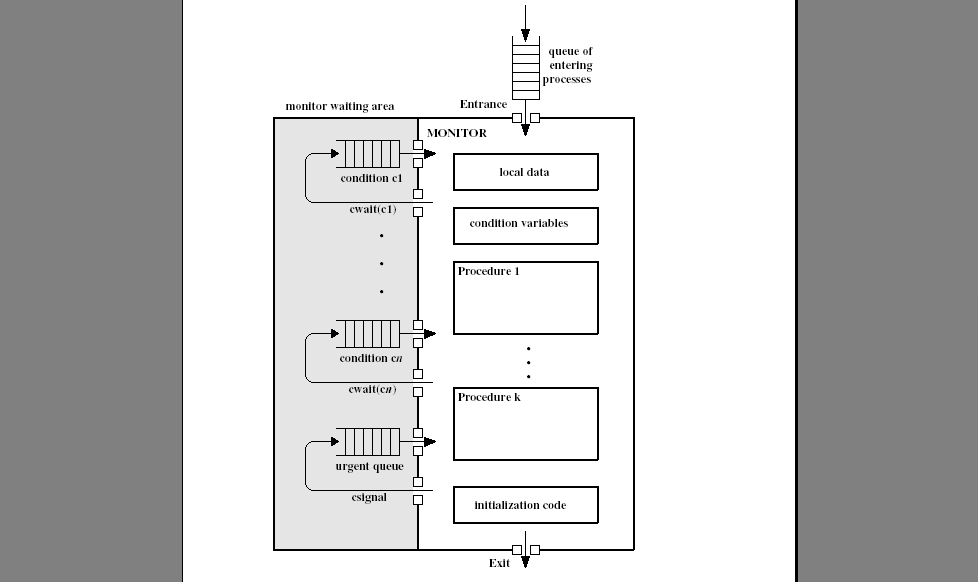 queue of
entering
processes
Entrance
monitor waiting area
MONITOR
condition c1
cwait(c1)
local data
condition variables
Procedure 1
condition cn
cwait(cn)
Procedure k
urgent queue
csignal
initialization code
Exit